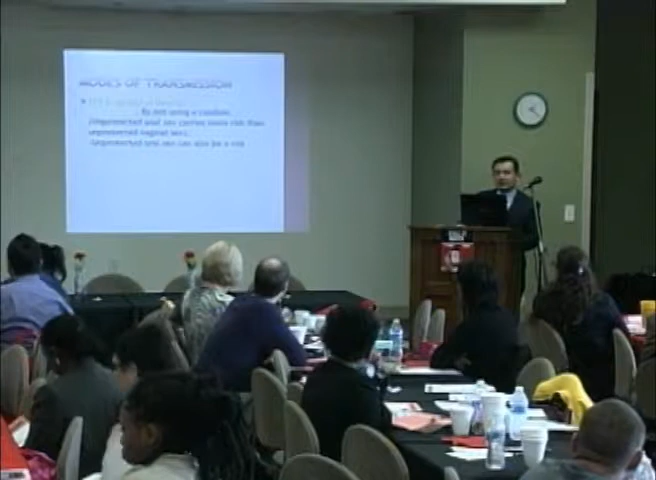 MODES OF TRANSMISSION
By not using a condom.
Unprotected anal sex carries more risk than
unprotected vaginal sex.
Unprotected oral sex can also be a risk